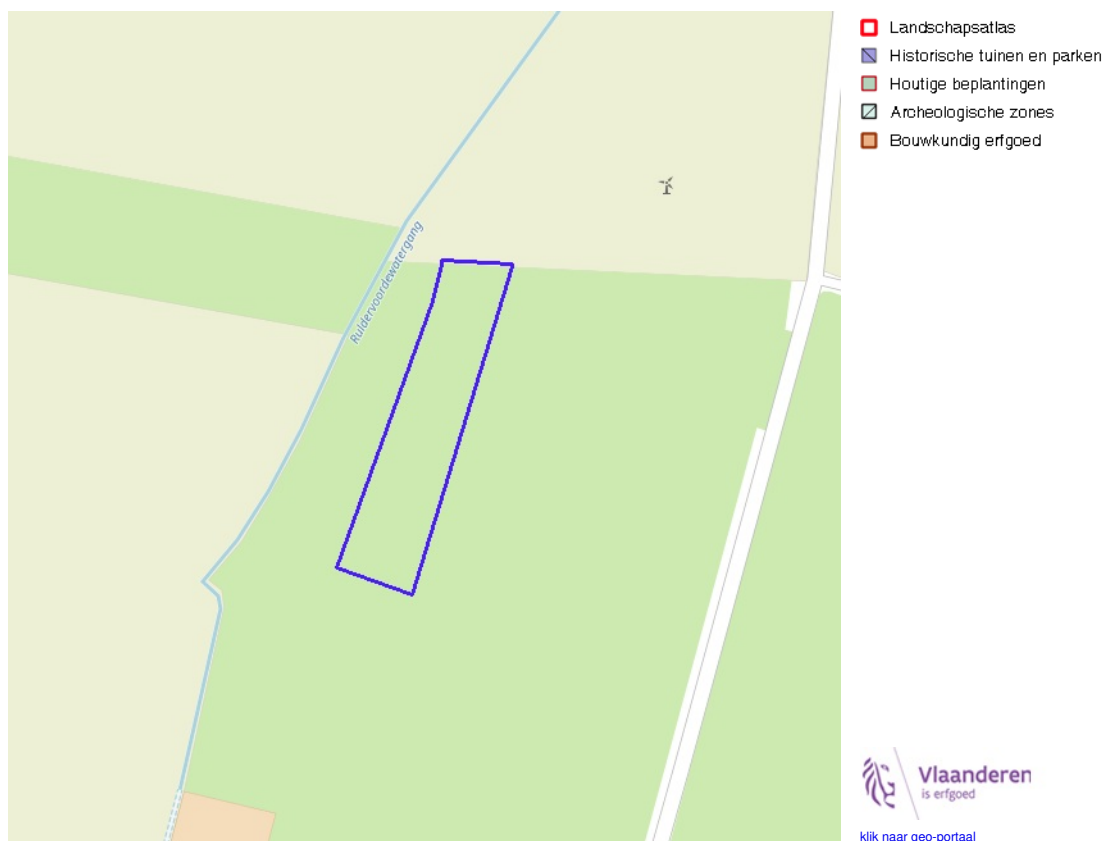 Landschapsatlas
Historische tuinen en parken
Houtige beplantingen
Archeologische zones
Bouwkundig erfgoed
Ruldervoordewatergang
Vlaanderen
is erfgoed
klik naar geo-portaal